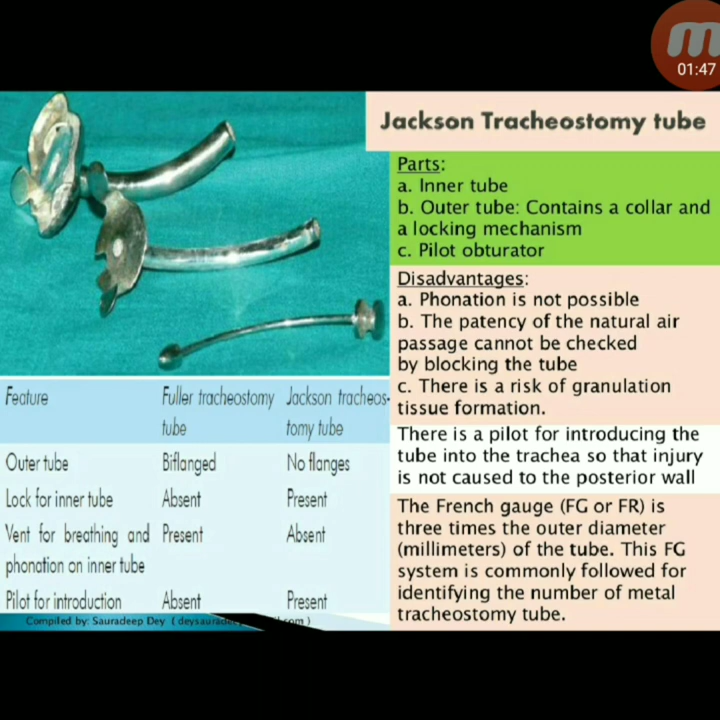 01:47
Jackson Tracheostomy tube
Parts:
a. Inner tube
b. Outer tube: Contains a collar and
a locking mechanism
c. Pilot obturator
Disadvantages:
a. Phonation is not possible
b. The patency of the natural air
passage cannot be checked
by blocking the tube
c. There is a risk of granulation
tissue formation.
There is a pilot for introducing the
tube into the trachea so that injury
is not caused to the posterior wall
The French gauge (FG or FR) is
three times the outer diameter
(millimeters) of the tube. This FG
system is commonly followed for
identifying the number of metal
tracheostomy tube.
Feature Fuller tracheostomy Jackson tracheos-
tube tomy tube
Outer tube Biflanged No flanges
Lock for inner tube Absent Present
Vent for breathing and Present Absent
phonation on inner tube
Pilot for introduction Absent Present
Compiled by: Sauradeep Dey (